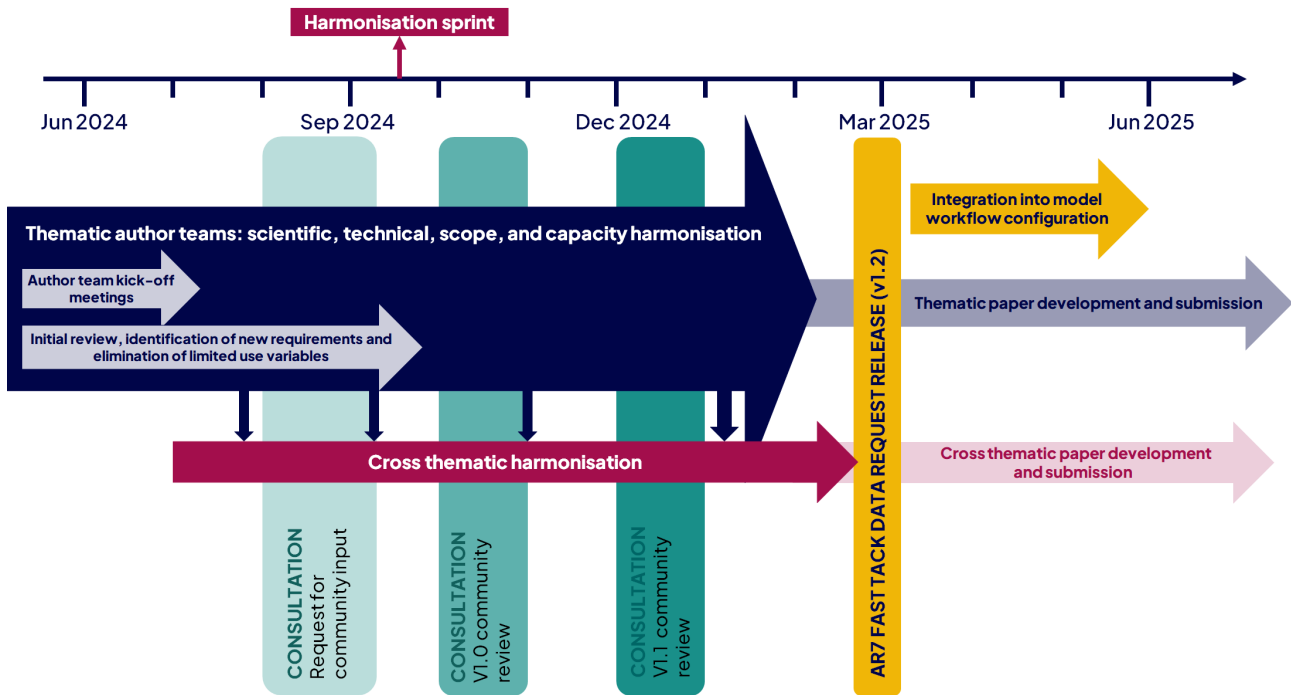 Harmonisation sprint
Jun 2024
Sep 2024
Dec 2024
Mar 2025
Jun 2025
Thematic author teams: scientific, technical, scope, and capacity harmonisation
Author team kick-off
meetings
Initial review, identification of new requirements and
elimination of limited use variables
Integration into model
workflow configuration
Thematic paper development and submission
Cross thematic harmonisation
Cross thematic paper development
and submission
CONSULTATION
Request for
community input
CONSULTATION
V1.0 community
review
CONSULTATION
V1.1 community
review
AR7 FAST TACK DATA REQUEST RELEASE (v1.2)